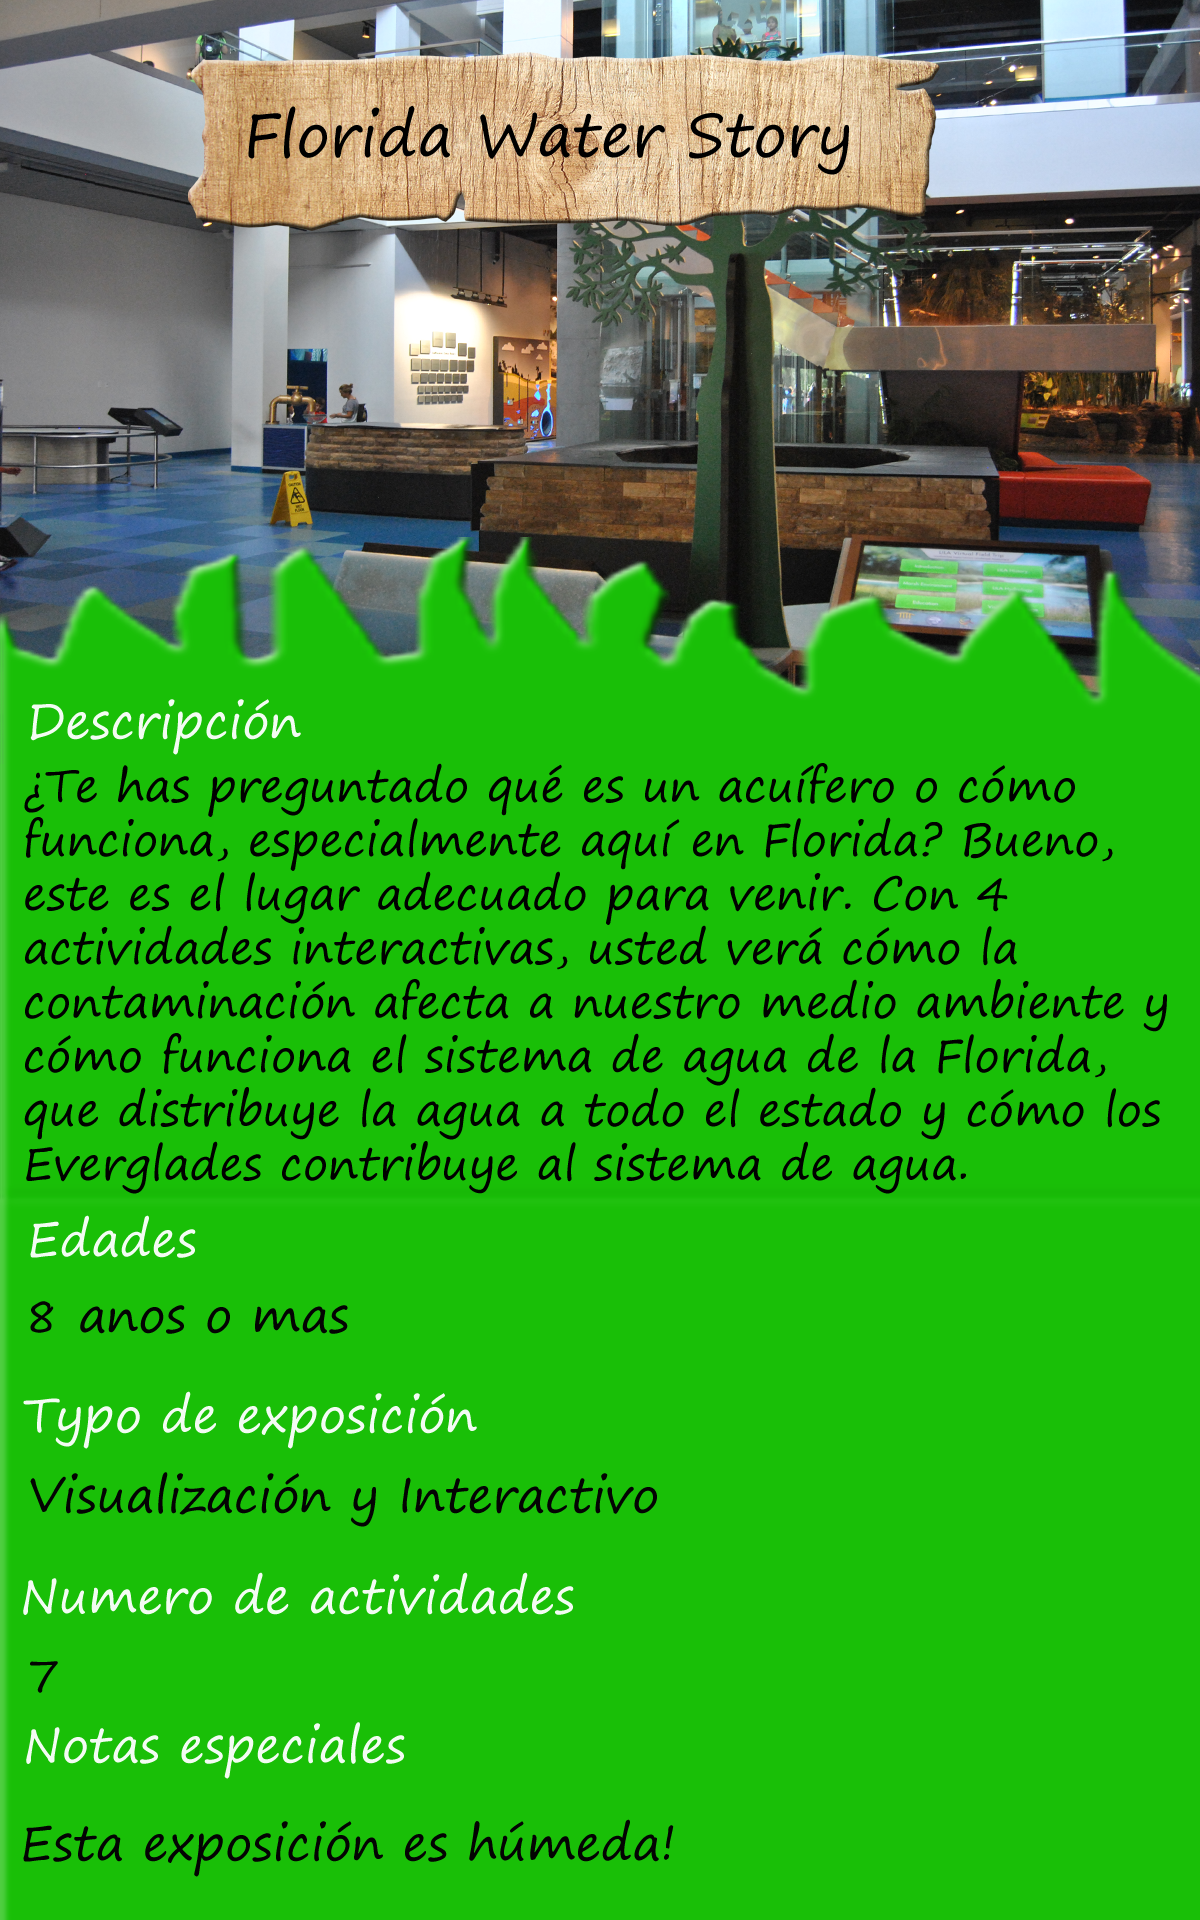 Florida Water Story
Descripción
¿Te has preguntado qué es un acuífero o cómo
funciona, especialmente aquí en Florida? Bueno,
este es el lugar adecuado para venir. Con 4
actividades interactivas, usted verá cómo la
contaminación afecta a nuestro medio ambiente y
cómo funciona el sistema de agua de la Florida,
que distribuye la agua a todo el estado y cómo los
Everglades contribuye al sistema de agua.
Edades
8 anos o mas
Typo de exposición
Visualización y Interactivo
Numero de actividades
7
Notas especiales
Esta exposición es húmeda!